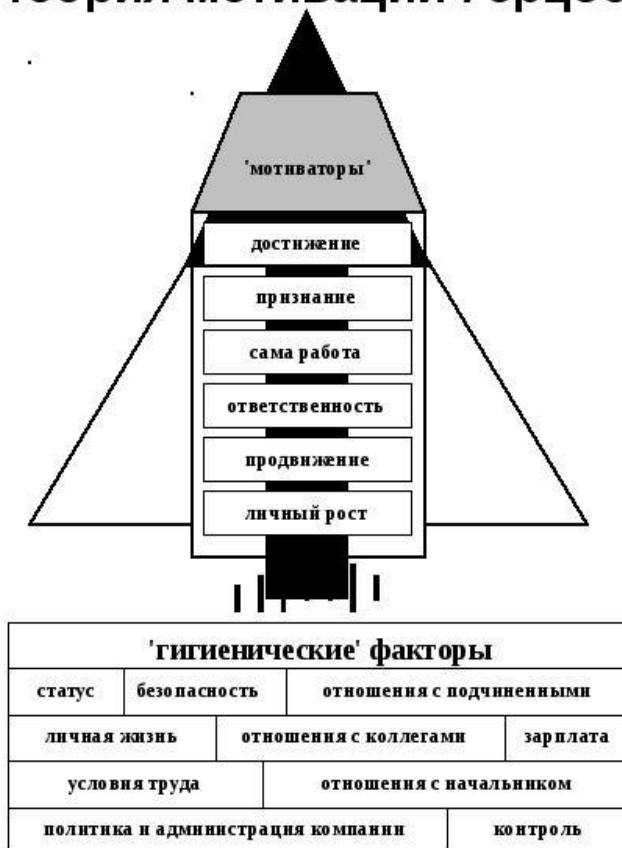 'мотиваторы'
достижение
признание
сама работа
ответственность
продвижение
личный рост
'гигиенические' факторы
статус безопасность отношения с подчиненными
личная жизнь отношения с коллегами зарплата
условия труда отношения с начальником
политика и администрация компании контроль